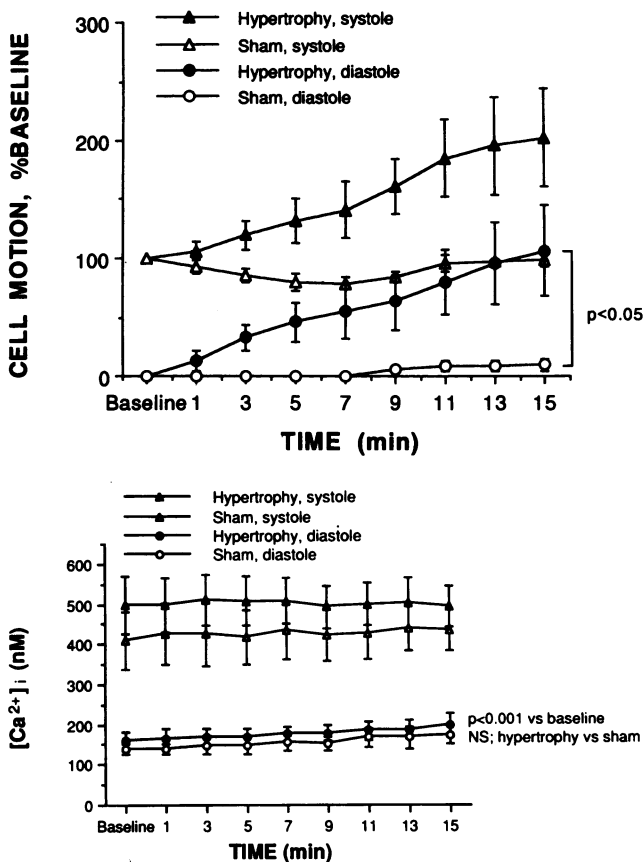 Hypertrophy, systole
Sham, systole
Hypertrophy, diastole
Sham, diastole
300
200
100
0
CELL MOTION, %BASELINE
p<0.05
Baseline 1 3 5 7 9 11 13 15
TIME (min)
Hypertrophy, systole
Sham, systole
Hypertrophy, diastole
Sham, diastole
600
500
400
300
200
150
100
50
0
[Ca2+]i (nM)
p<0.001 vs baseline
NS; hypertrophy vs sham
Baseline 1 3 5 7 9 11 13 15
TIME (min)